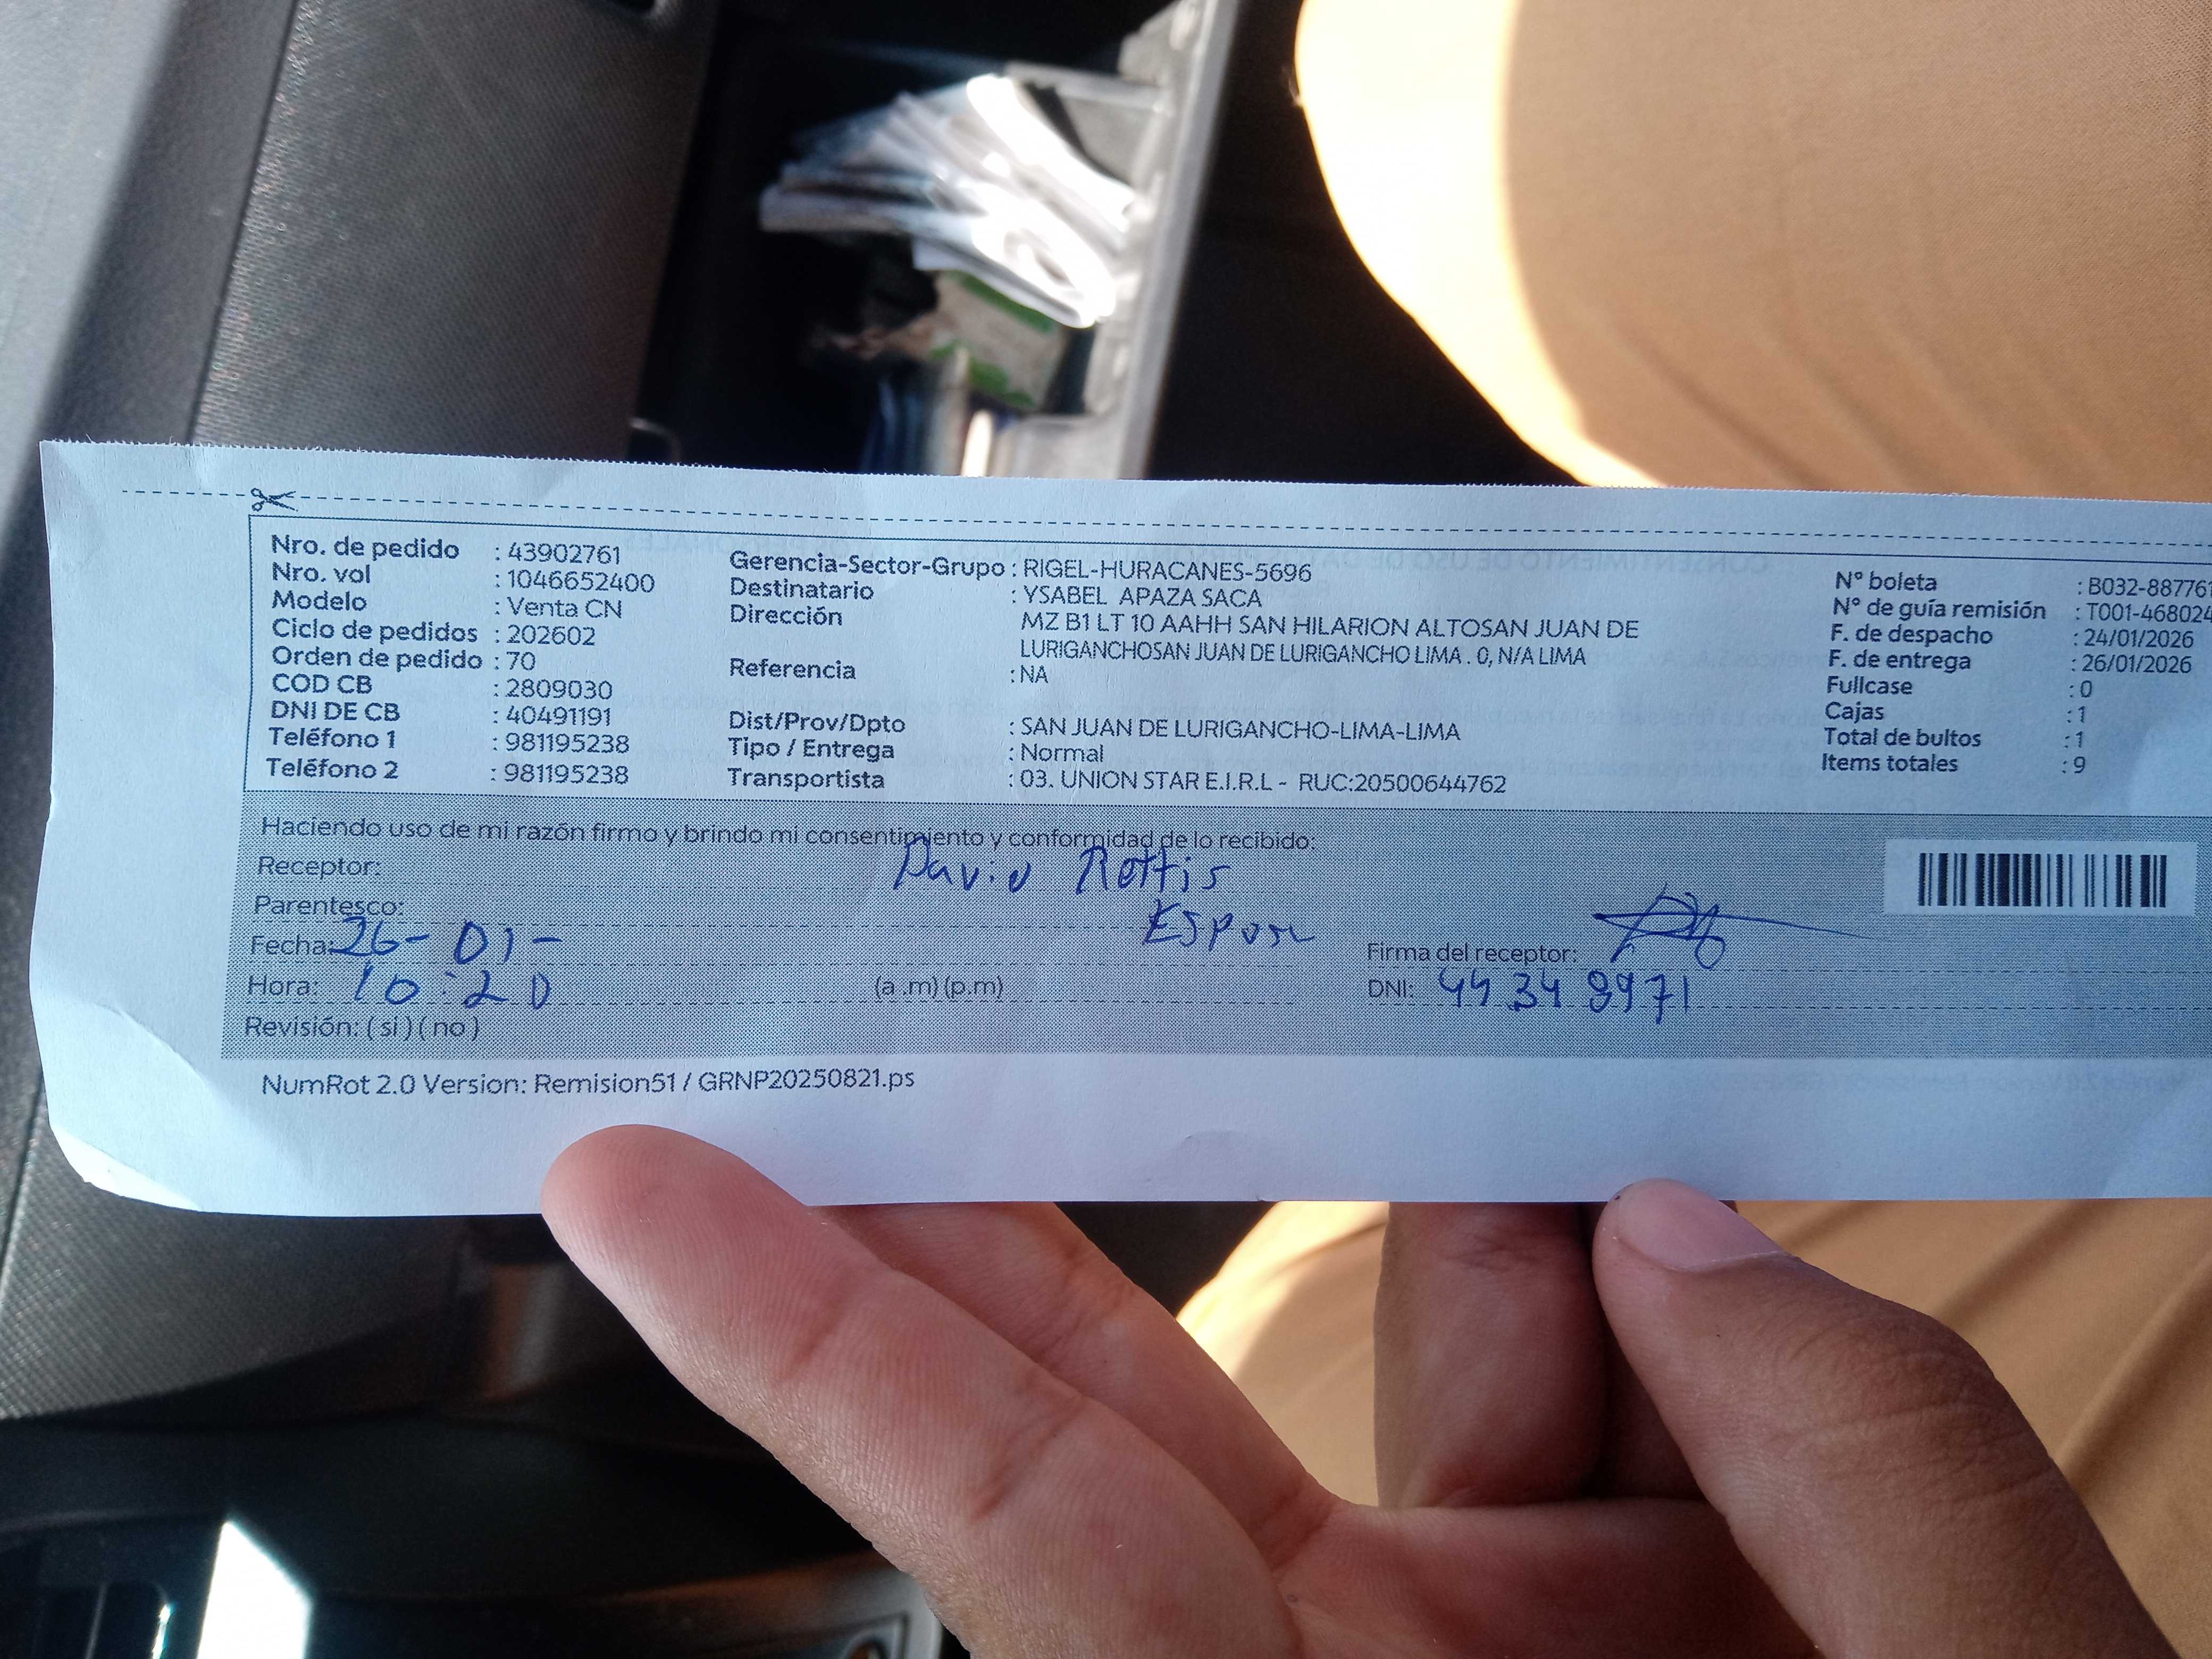 Nro. de pedido : 43902761
Nro. vol : 1046652400
Modelo : Venta CN
Ciclo de pedidos : 202602
Orden de pedido : 70
COD CB : 2809030
DNI DE CB : 40491191
Teléfono 1 : 981195238
Teléfono 2 : 981195238
Gerencia-Sector-Grupo : RIGEL-HURACANES-5696
Destinatario : YSABEL APAZA SACA
Dirección MZ B1 LT 10 AAHH SAN HILARION ALTOSAN JUAN DE
LURIGANCHOSAN JUAN DE LURIGANCHO LIMA . 0, N/A LIMA
Referencia : NA
Dist/Prov/Dpto : SAN JUAN DE LURIGANCHO-LIMA-LIMA
Tipo / Entrega : Normal
Transportista : 03. UNION STAR E.I.R.L - RUC:20500644762
N° boleta : B032-887761
N° de guía remisión : T001-468024
F. de despacho : 24/01/2026
F. de entrega : 26/01/2026
Fullcase : 0
Cajas : 1
Total de bultos : 1
Items totales : 9
Haciendo uso de mi razón firmo y brindo mi consentimiento y conformidad de lo recibido:
Receptor: David
Parentesco: Esposo
Fecha: 26-01-
Firma del receptor:
Hora: 10:20 (a .m) (p.m)
DNI: 44348971
Revisión: ( si ) ( no )
NumRot 2.0 Version: Remision51 / GRNP20250821.ps